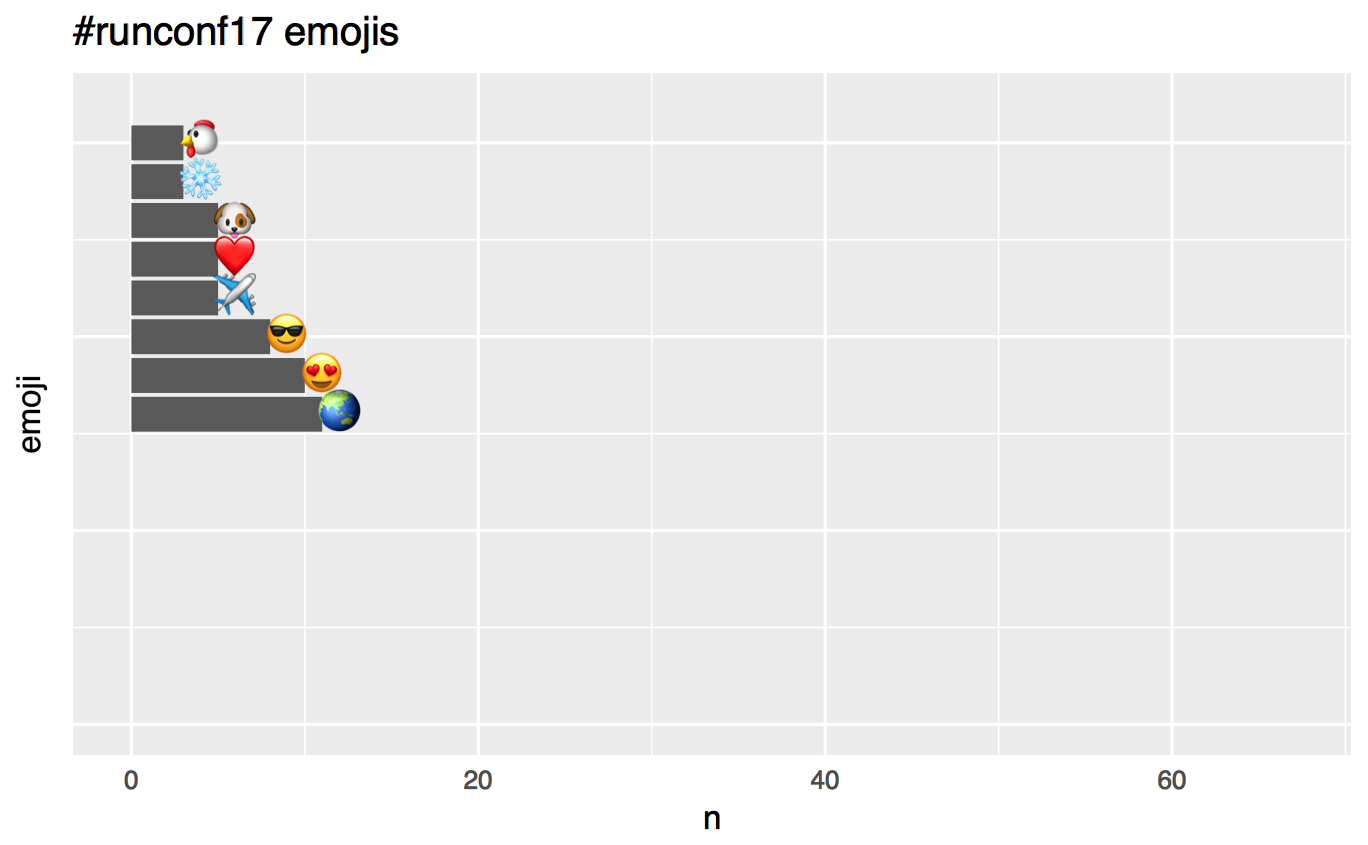 #runconf17 emojis
🐔
❄️
🐶
❤️
✈️
😎
😍
🌏
emoji
0 20 40 60
n